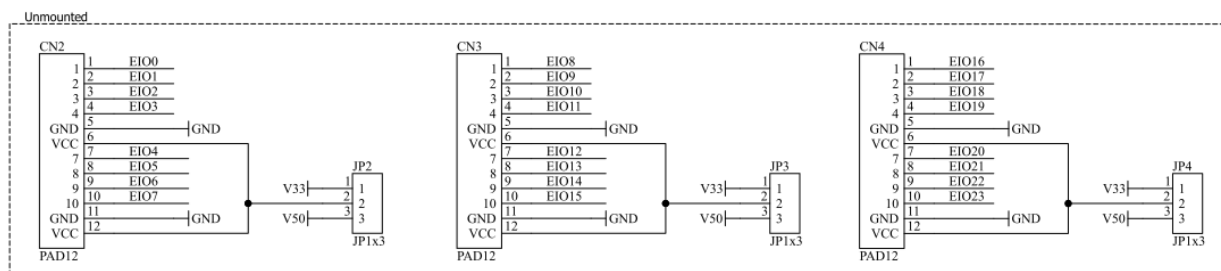 Unmounted
CN2 CN3 CN4
1 1 EIO0 1 1 EIO8 1 1 EIO16
2 2 EIO1 2 2 EIO9 2 2 EIO17
3 3 EIO2 3 3 EIO10 3 3 EIO18
4 4 EIO3 4 4 EIO11 4 4 EIO19
GND 5 GND GND 5 GND GND 5 GND
VCC 6 VCC 6 VCC 6
7 7 EIO4 7 7 EIO12 7 7 EIO20
8 8 EIO5 JP2 8 8 EIO13 JP3 8 8 EIO21 JP4
9 9 EIO6 V33 1 1 9 9 EIO14 V33 1 1 9 9 EIO22 V33 1 1
10 10 EIO7 2 2 10 10 EIO15 2 2 10 10 EIO23 2 2
GND 11 GND V50 3 3 GND 11 GND V50 3 3 GND 11 GND V50 3 3
VCC 12 JP1x3 VCC 12 JP1x3 VCC 12 JP1x3
PAD12 PAD12 PAD12